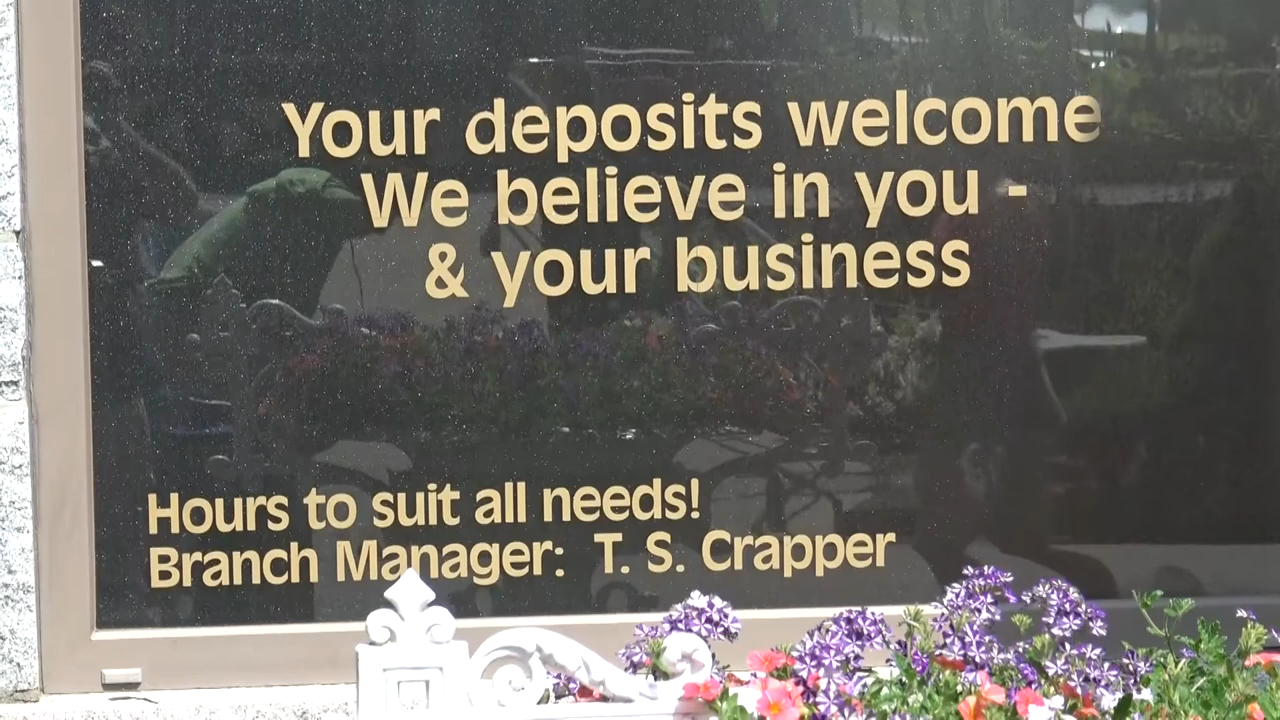 Your deposits welcome
We believe in you -
& your business
Hours to suit all needs!
Branch Manager: T. S. Crapper